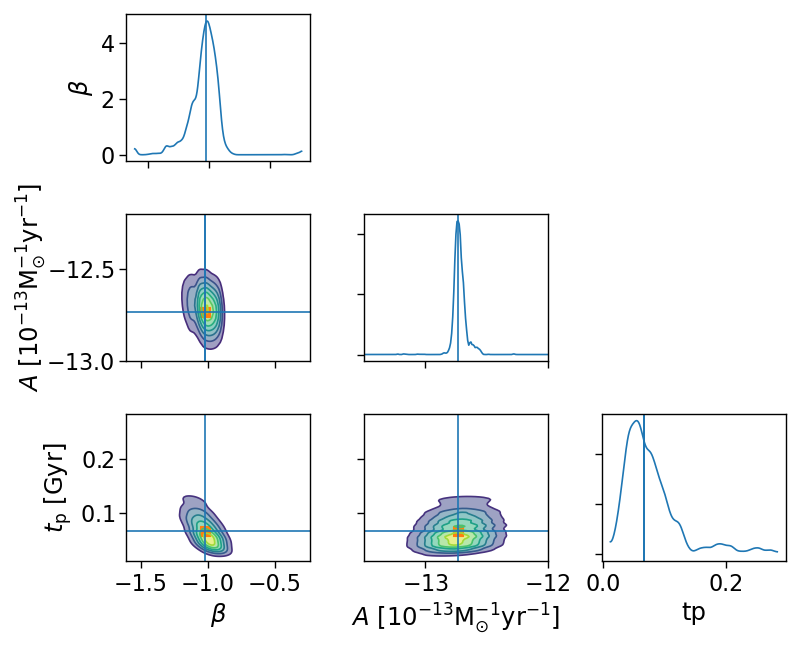 4
2
0
β
−12.5
−13.0
A [10⁻¹³M⊙⁻¹yr⁻¹]
0.2
0.1
tₚ [Gyr]
−1.5 −1.0 −0.5
β
−13 −12
A [10⁻¹³M⊙⁻¹yr⁻¹]
0.0 0.2
tp